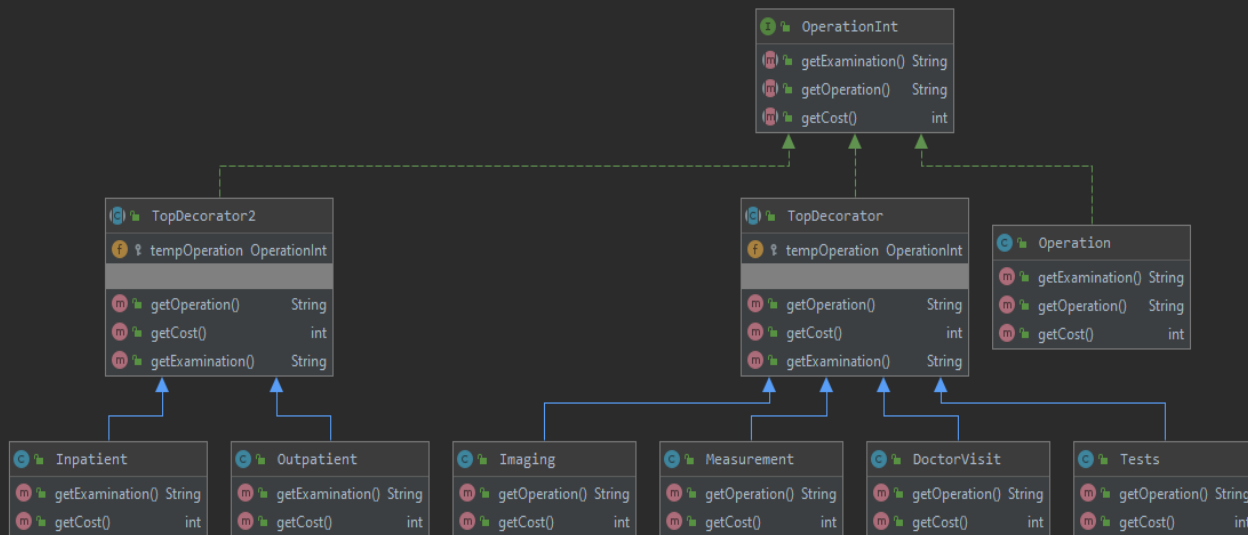 OperationInt
getExamination() String
getOperation() String
getCost() int
TopDecorator2
tempOperation OperationInt
getOperation() String
getCost() int
getExamination() String
TopDecorator
tempOperation OperationInt
getOperation() String
getCost() int
getExamination() String
Operation
getExamination() String
getOperation() String
getCost() int
Inpatient
getExamination() String
getCost() int
Outpatient
getExamination() String
getCost() int
Imaging
getOperation() String
getCost() int
Measurement
getOperation() String
getCost() int
DoctorVisit
getOperation() String
getCost() int
Tests
getOperation() String
getCost() int